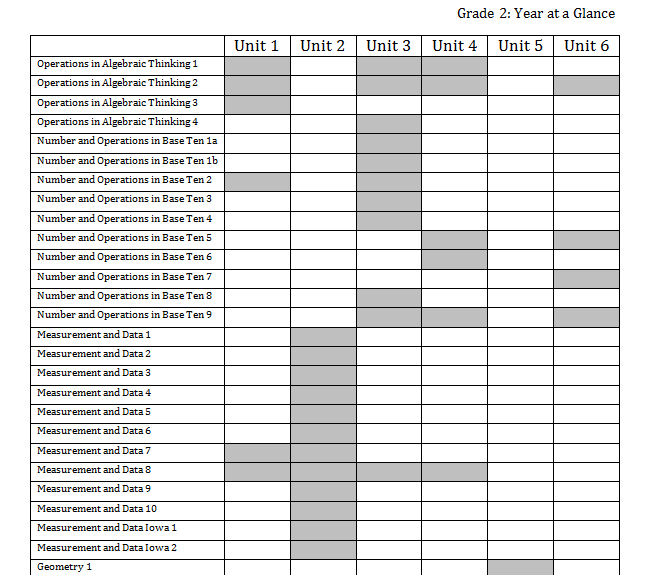 Grade 2: Year at a Glance
Unit 1 Unit 2 Unit 3 Unit 4 Unit 5 Unit 6
Operations in Algebraic Thinking 1
Operations in Algebraic Thinking 2
Operations in Algebraic Thinking 3
Operations in Algebraic Thinking 4
Number and Operations in Base Ten 1a
Number and Operations in Base Ten 1b
Number and Operations in Base Ten 2
Number and Operations in Base Ten 3
Number and Operations in Base Ten 4
Number and Operations in Base Ten 5
Number and Operations in Base Ten 6
Number and Operations in Base Ten 7
Number and Operations in Base Ten 8
Number and Operations in Base Ten 9
Measurement and Data 1
Measurement and Data 2
Measurement and Data 3
Measurement and Data 4
Measurement and Data 5
Measurement and Data 6
Measurement and Data 7
Measurement and Data 8
Measurement and Data 9
Measurement and Data 10
Measurement and Data Iowa 1
Measurement and Data Iowa 2
Geometry 1